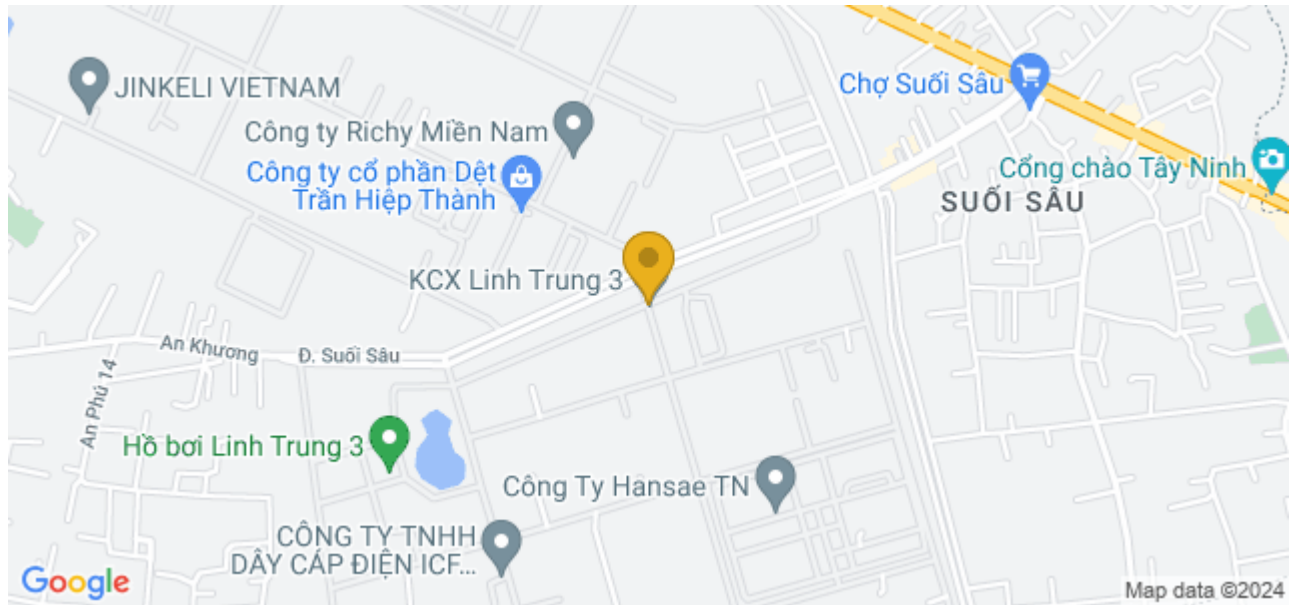 JINKELI VIETNAM
Chợ Suối Sâu
Công ty Richy Miền Nam
Công ty cổ phần Dệt
Trần Hiệp Thành
Cổng chào Tây Ninh
SUỐI SÂU
KCX Linh Trung 3
An Khương
Đ. Suối Sâu
An Phú 14
Hồ bơi Linh Trung 3
Công Ty Hansae TN
CÔNG TY TNHH
DÂY CÁP ĐIỆN ICF...
Google
Map data ©2024